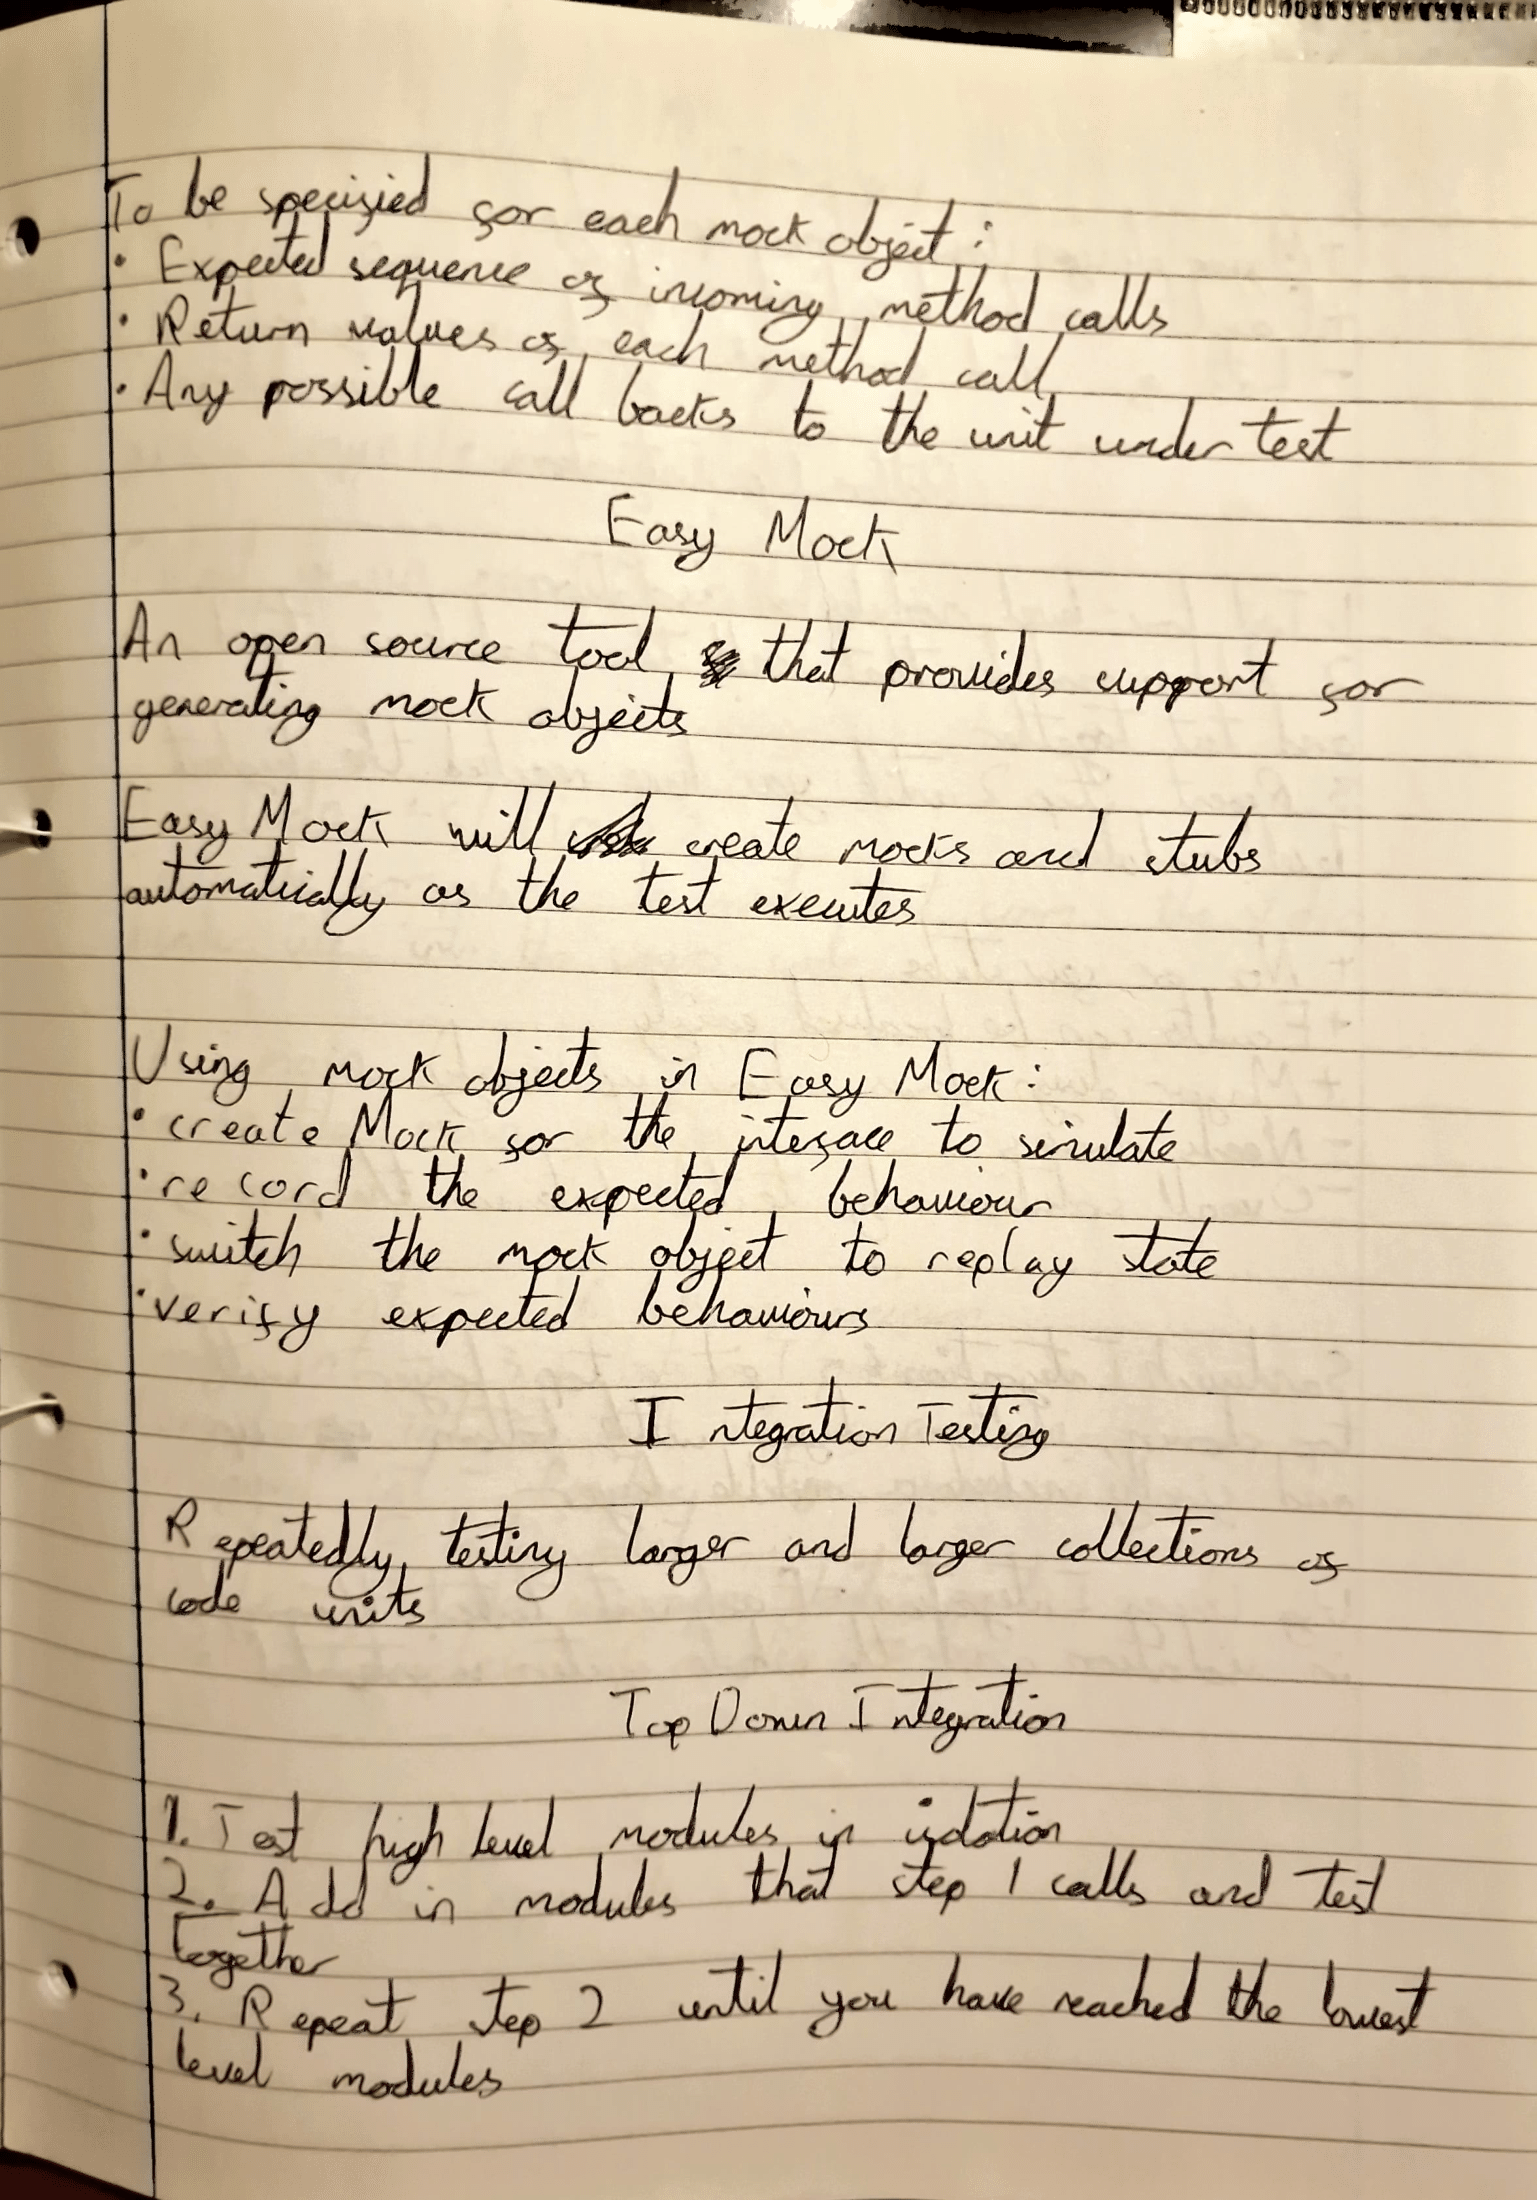 To be specified for each mock object:
• Expected sequence of incoming method calls
• Return values of each method call
• Any possible call backs to the unit under test
Easy Mock
An open source tool that provides support for
generating mock objects
Easy Mock will create mocks and stubs
automatically as the test executes
Using mock objects in Easy Mock:
• create Mock for the interface to simulate
• record the expected behaviour
• switch the mock object to replay state
• verify expected behaviours
Integration Testing
Repeatedly testing larger and larger collections of
code units
Top Down Integration
1. Test high level modules in isolation
2. Add in modules that step 1 calls and test
together
3. Repeat step 2 until you have reached the lowest
level modules